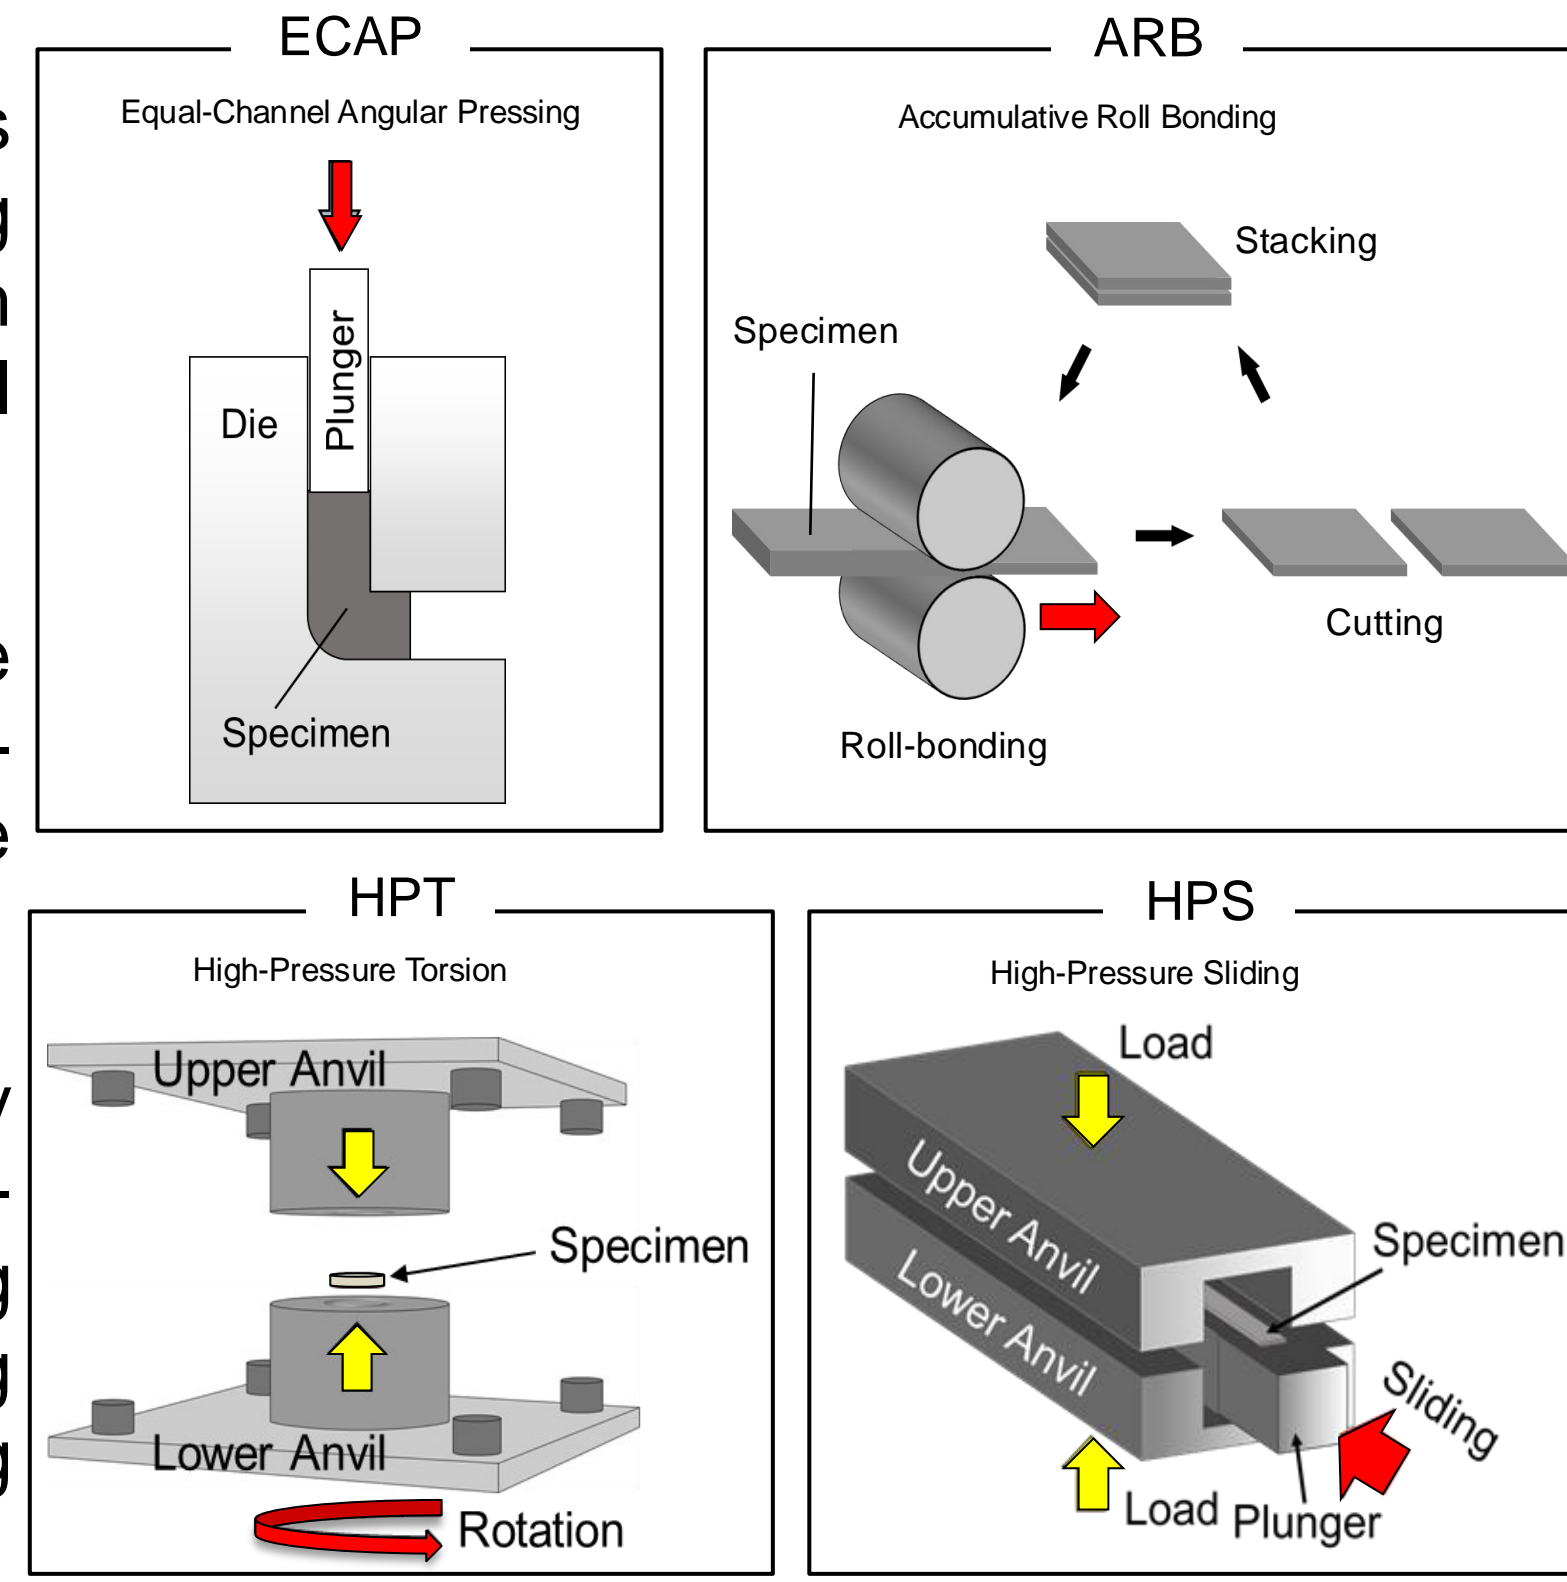 ECAP
Equal-Channel Angular Pressing
Plunger
Die
Specimen
ARB
Accumulative Roll Bonding
Stacking
Specimen
Cutting
Roll-bonding
HPT
High-Pressure Torsion
Upper Anvil
Specimen
Lower Anvil
Rotation
HPS
High-Pressure Sliding
Load
Upper Anvil
Specimen
Lower Anvil
Sliding
Load
Plunger